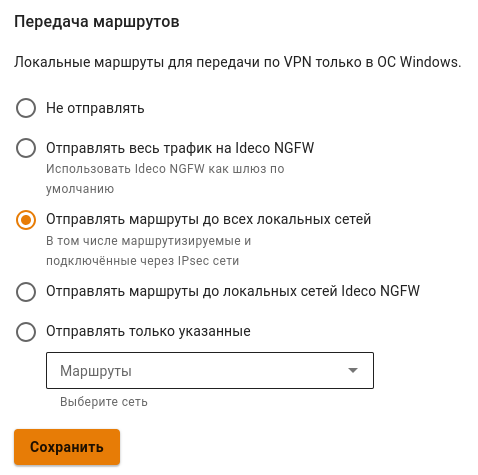 Передача маршрутов
Локальные маршруты для передачи по VPN только в ОС Windows.
Не отправлять
Отправлять весь трафик на Ideco NGFW
Использовать Ideco NGFW как шлюз по
умолчанию
Отправлять маршруты до всех локальных сетей
В том числе маршрутизируемые и
подключённые через IPsec сети
Отправлять маршруты до локальных сетей Ideco NGFW
Отправлять только указанные
Маршруты
Выберите сеть
Сохранить